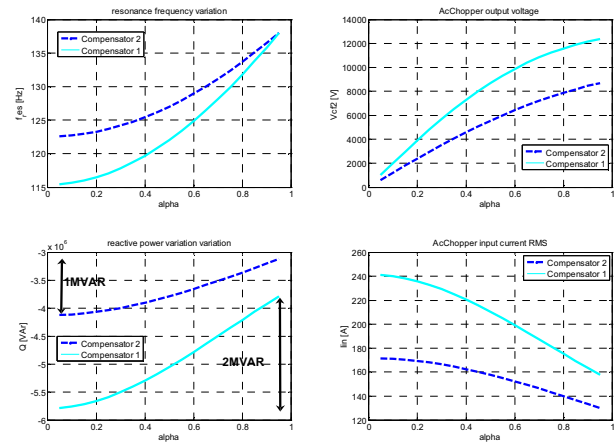 resonance frequency variation
140
135
130
125
120
115
f_res [Hz]
Compensator 2
Compensator 1
0
0.2
0.4
0.6
0.8
1
alpha
AcChopper output voltage
14000
12000
10000
8000
6000
4000
2000
0
Vcf2 [V]
Compensator 2
Compensator 1
0
0.2
0.4
0.6
0.8
1
alpha
reactive power variation variation
x 10^6
-3
-3.5
-4
-4.5
-5
-5.5
-6
Q [VAr]
1MVAR
Compensator 2
Compensator 1
2MVAR
0
0.2
0.4
0.6
0.8
1
alpha
AcChopper input current RMS
260
240
220
200
180
160
140
120
Iin [A]
Compensator 2
Compensator 1
0
0.2
0.4
0.6
0.8
1
alpha